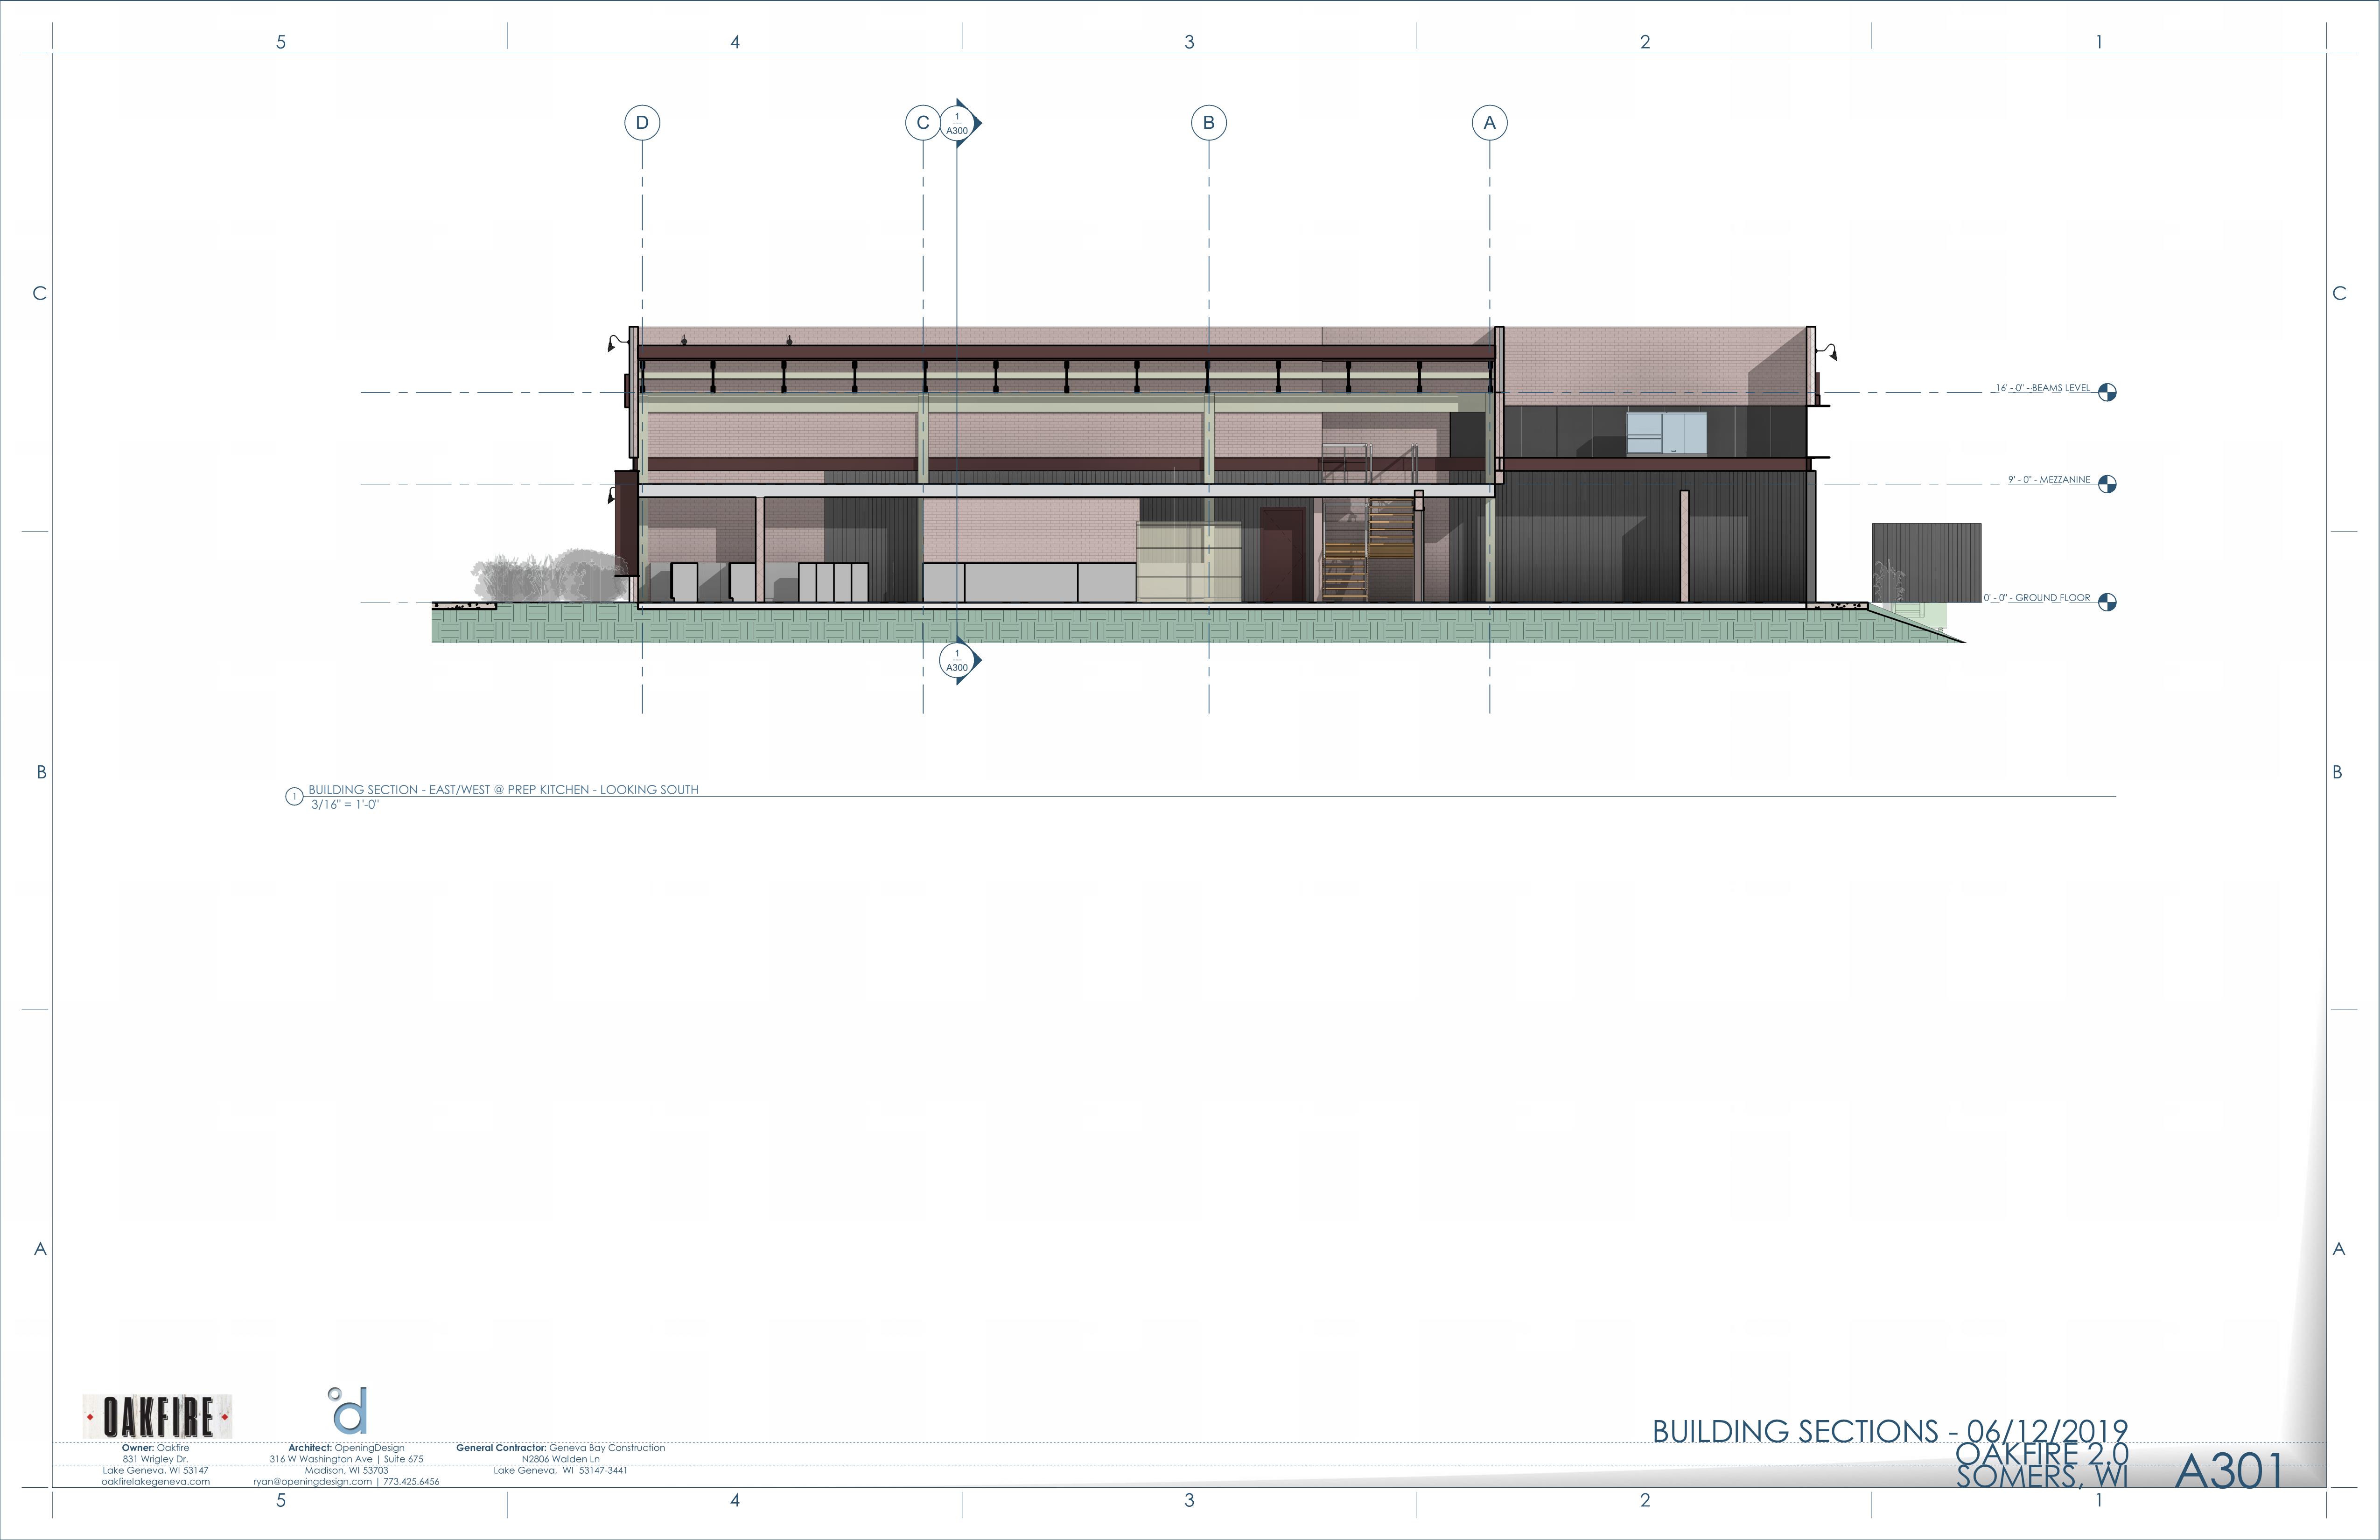 5 4 3 2 1
D C 1 B A
A300
C C
16' - 0" - BEAMS LEVEL
9' - 0" - MEZZANINE
0' - 0" - GROUND FLOOR
1
A300
B B
1 BUILDING SECTION - EAST/WEST @ PREP KITCHEN - LOOKING SOUTH
3/16" = 1'-0"
A A
OAKFIRE
d
Owner: Oakfire
831 Wrigley Dr.
Lake Geneva, WI 53147
oakfirelakegeneva.com
Architect: OpeningDesign
316 W Washington Ave | Suite 675
Madison, WI 53703
ryan@openingdesign.com | 773.425.6456
General Contractor: Geneva Bay Construction
N2806 Walden Ln
Lake Geneva, WI 53147-3441
BUILDING SECTIONS - 06/12/2019
OAKFIRE 2.0
SOMERS, WI
A301
5 4 3 2 1